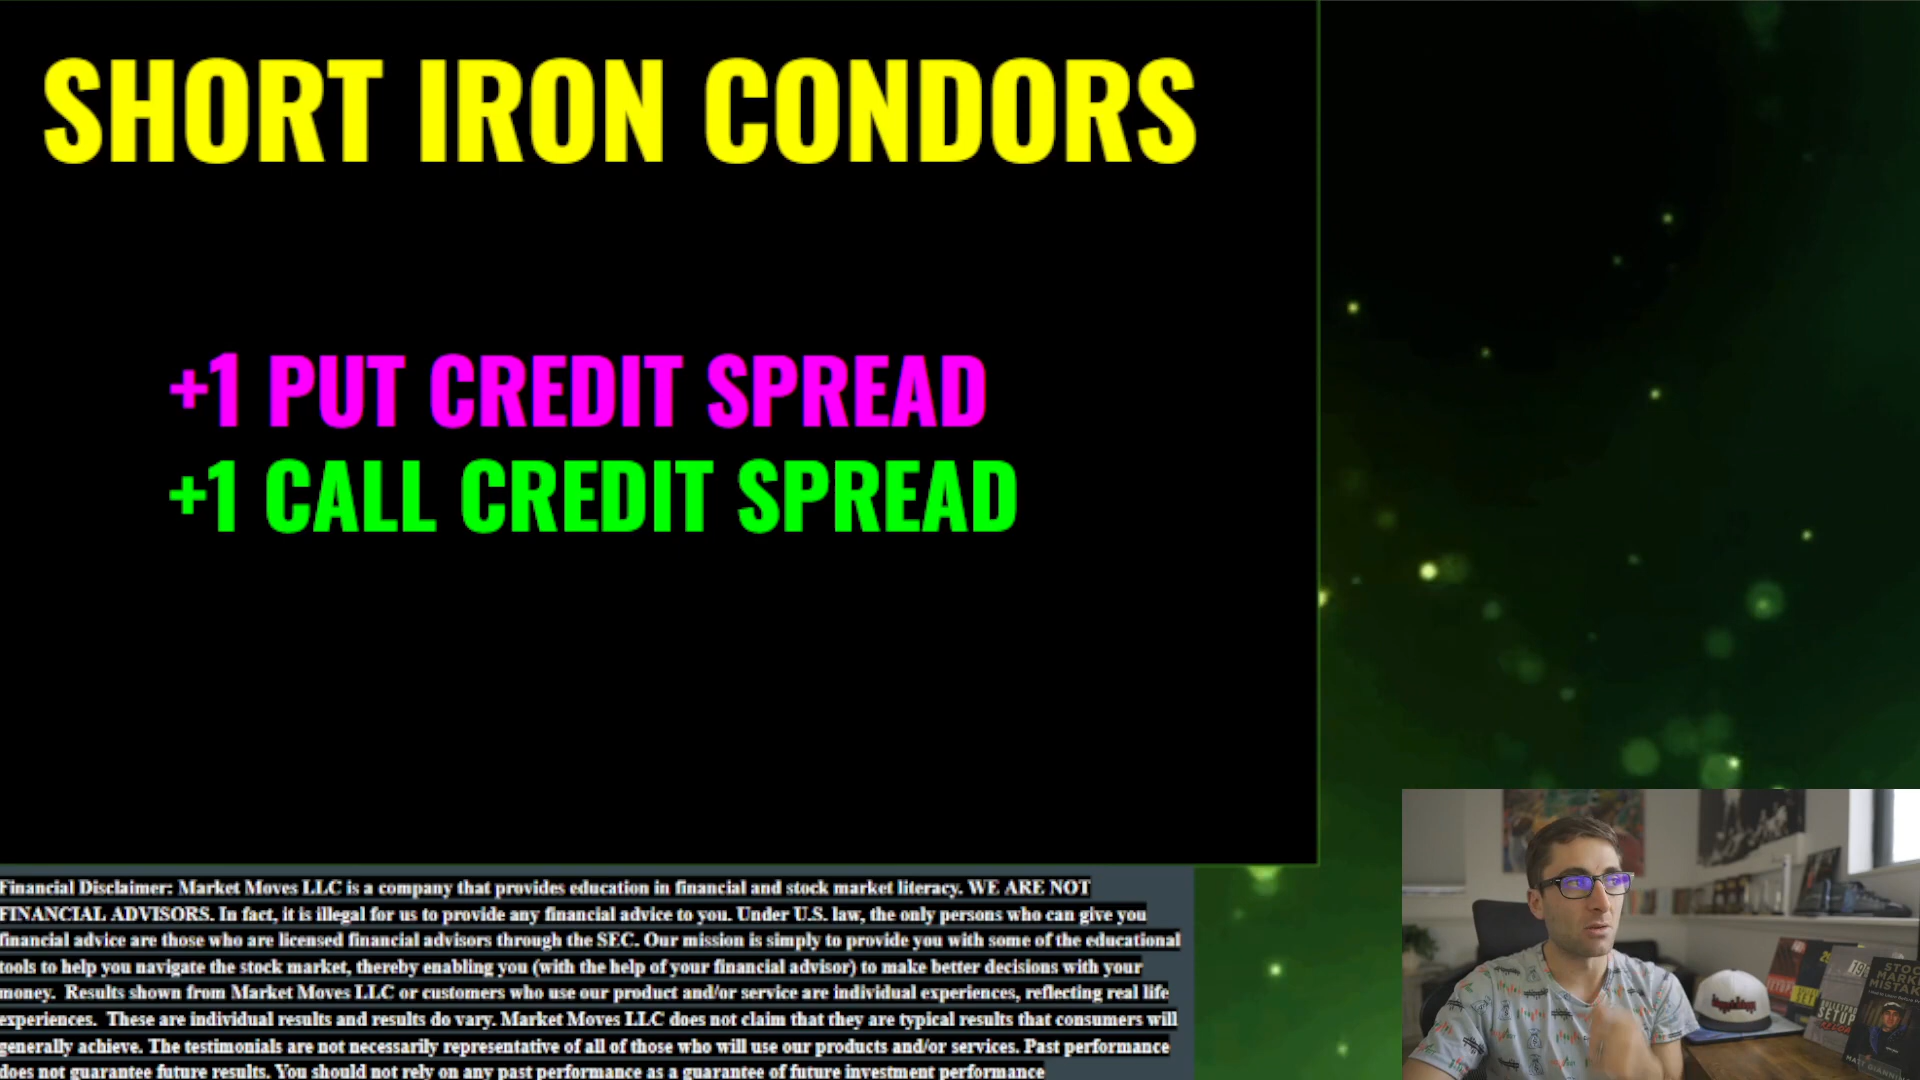 SHORT IRON CONDORS
+1 PUT CREDIT SPREAD
+1 CALL CREDIT SPREAD
Financial Disclaimer: Market Moves LLC is a company that provides education in financial and stock market literacy. WE ARE NOT
FINANCIAL ADVISORS. In fact, it is illegal for us to provide any financial advice to you. Under U.S. law, the only persons who can give you
financial advice are those who are licensed financial advisors through the SEC. Our mission is simply to provide you with some of the educational
tools to help you navigate the stock market, thereby enabling you (with the help of your financial advisor) to make better decisions with your
money.  Results shown from Market Moves LLC or customers who use our product and/or service are individual experiences, reflecting real life
experiences.  These are individual results and results do vary. Market Moves LLC does not claim that they are typical results that consumers will
generally achieve. The testimonials are not necessarily representative of all of those who will use our products and/or services. Past performance
does not guarantee future results. You should not rely on any past performance as a guarantee of future investment performance
STOCK
MARKET
MISTAKES
BULLETPROOF
SETUP